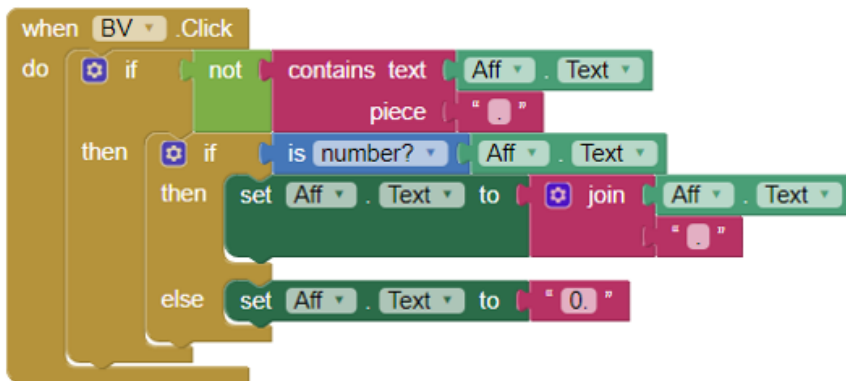 when BV .Click
do if not contains text Aff . Text
piece " . "
then if is number? Aff . Text
then set Aff . Text to join Aff . Text
" . "
else set Aff . Text to " 0. "